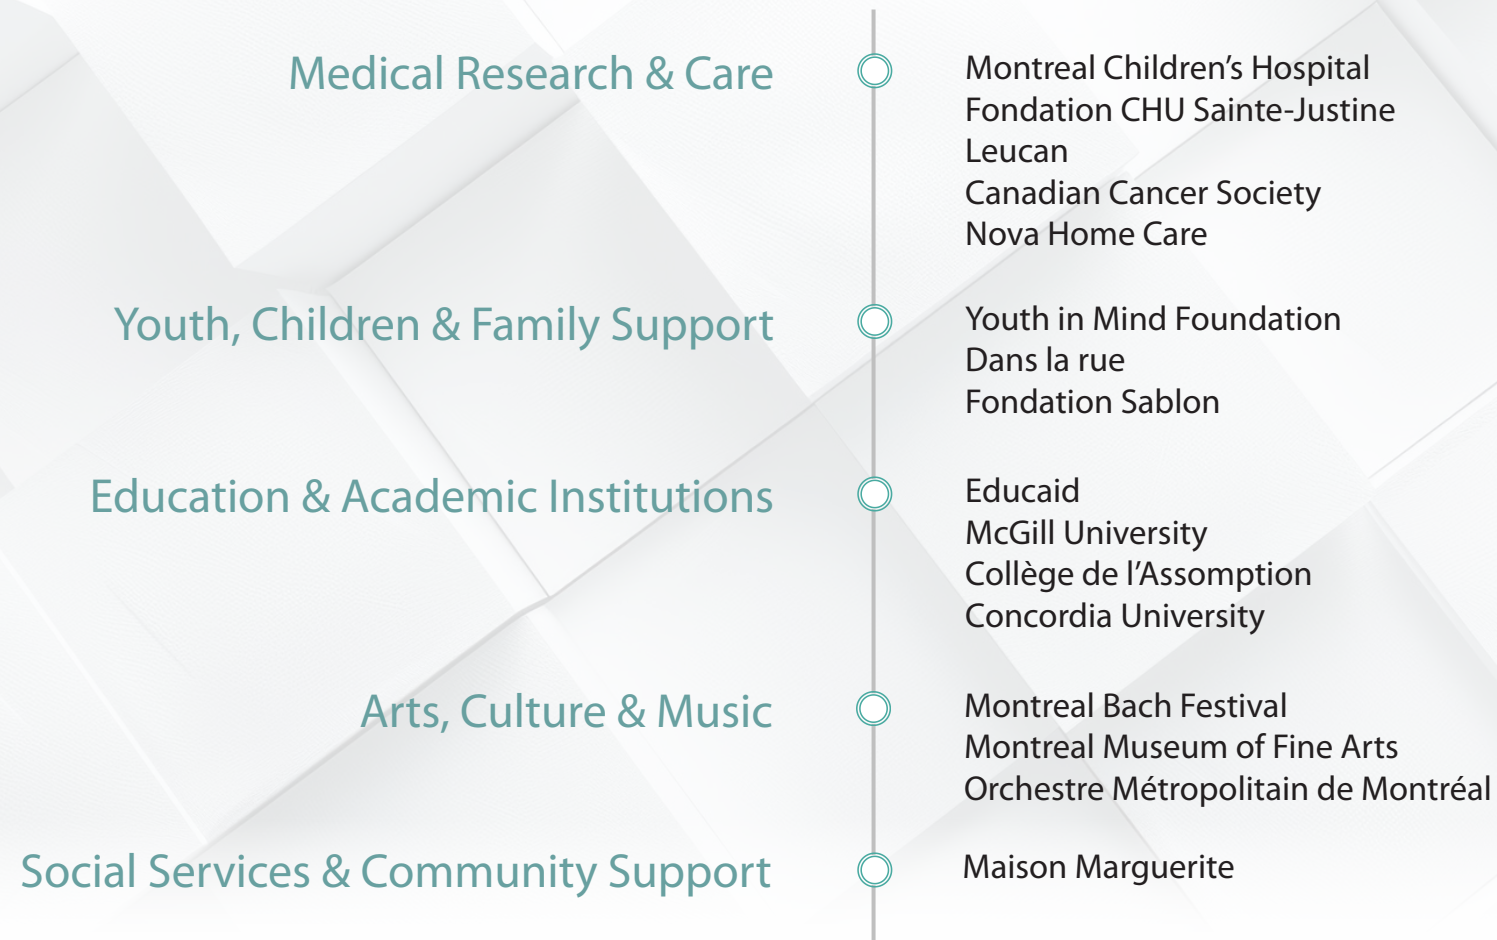 Medical Research & Care
Montreal Children’s Hospital
Fondation CHU Sainte-Justine
Leucan
Canadian Cancer Society
Nova Home Care
Youth, Children & Family Support
Youth in Mind Foundation
Dans la rue
Fondation Sablon
Education & Academic Institutions
Educaid
McGill University
Collège de l’Assomption
Concordia University
Arts, Culture & Music
Montreal Bach Festival
Montreal Museum of Fine Arts
Orchestre Métropolitain de Montréal
Social Services & Community Support
Maison Marguerite